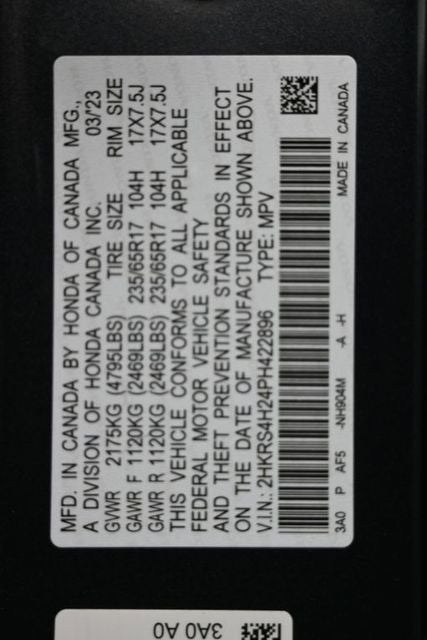 MFD. IN CANADA BY HONDA OF CANADA MFG.,
A DIVISION OF HONDA CANADA INC. 03/23
GVWR 2175KG (4795LBS) TIRE SIZE RIM SIZE
GAWR F 1120KG (2469LBS) 235/65R17 104H 17X7.5J
GAWR R 1120KG (2469LBS) 235/65R17 104H 17X7.5J
THIS VEHICLE CONFORMS TO ALL APPLICABLE
FEDERAL MOTOR VEHICLE SAFETY
AND THEFT PREVENTION STANDARDS IN EFFECT
ON THE DATE OF MANUFACTURE SHOWN ABOVE.
V.IN.: 2HKRS4H24PH422896 TYPE: MPV
3A0 P AF5 -NH904M -A -H MADE IN CANADA
3A0 A0